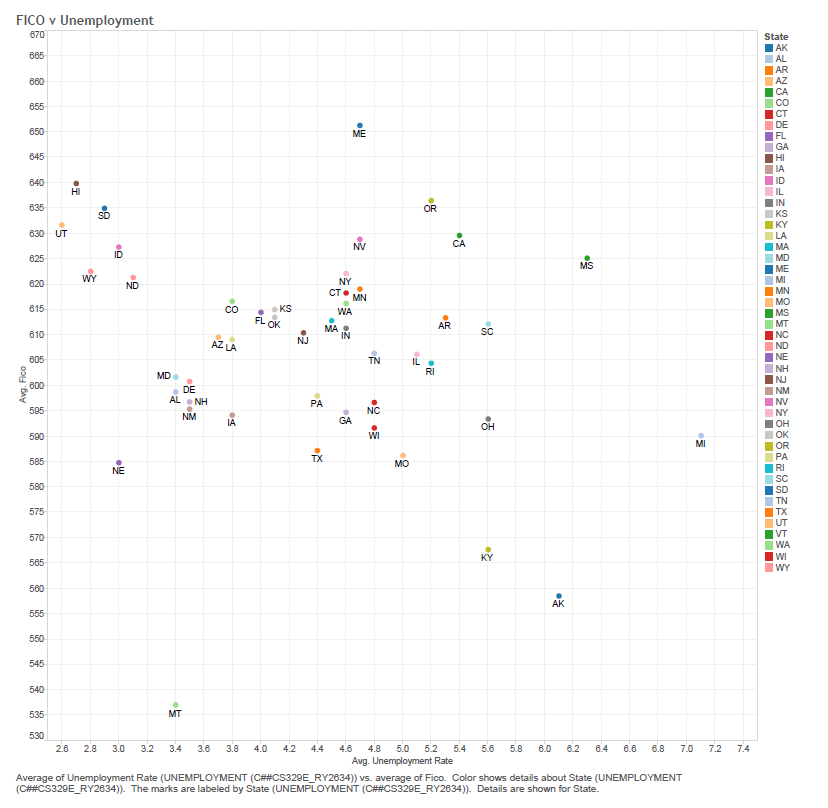 FICO v Unemployment
670
665
660
655
650
645
640
635
630
625
620
615
610
605
600
595
590
585
580
575
570
565
560
555
550
545
540
535
530
Avg. Fico
ME
HI
SD
OR
UT
ID
NV
CA
MS
WY
ND
NY
CT
MN
CO
FL
KS
OK
WA
MA
IN
AR
SC
NJ
AZ
LA
TN
IL
RI
MD
DE
AL
NH
NM
IA
PA
GA
NC
WI
OH
MI
TX
MO
NE
KY
AK
MT
2.6 2.8 3.0 3.2 3.4 3.6 3.8 4.0 4.2 4.4 4.6 4.8 5.0 5.2 5.4 5.6 5.8 6.0 6.2 6.4 6.6 6.8 7.0 7.2 7.4
Avg. Unemployment Rate
State
AK
AL
AR
AZ
CA
CO
CT
DE
FL
GA
HI
IA
ID
IL
IN
KS
KY
LA
MA
MD
ME
MI
MN
MO
MS
MT
NC
ND
NE
NH
NJ
NM
NV
NY
OH
OK
OR
PA
RI
SC
SD
TN
TX
UT
VT
WA
WI
WY
Average of Unemployment Rate (UNEMPLOYMENT (C##CS329E_RY2634)) vs. average of Fico. Color shows details about State (UNEMPLOYMENT
(C##CS329E_RY2634)). The marks are labeled by State (UNEMPLOYMENT (C##CS329E_RY2634)). Details are shown for State.